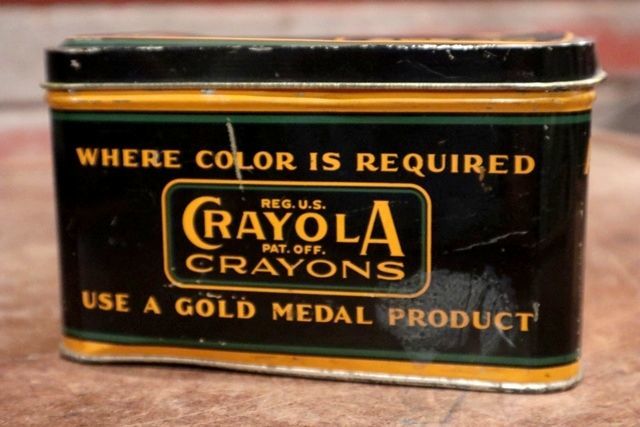 WHERE COLOR IS REQUIRED
REG. U.S.
CRAYOLA
PAT. OFF.
CRAYONS
USE A GOLD MEDAL PRODUCT